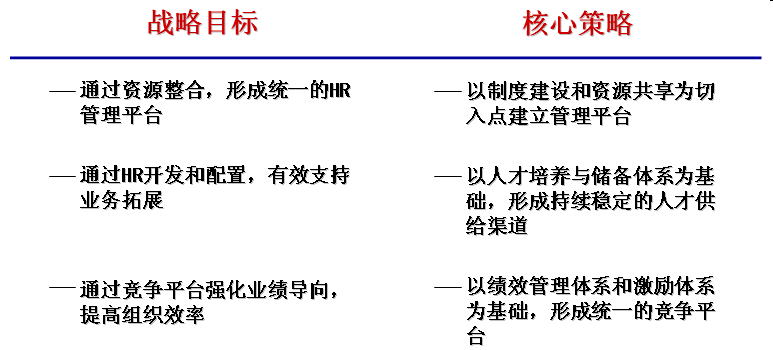 战略目标
核心策略
— 通过资源整合，形成统一的HR
管理平台
— 以制度建设和资源共享为切
入点建立管理平台
— 通过HR开发和配置，有效支持
业务拓展
— 以人才培养与储备体系为基
础，形成持续稳定的人才供
给渠道
— 通过竞争平台强化业绩导向，
提高组织效率
— 以绩效管理体系和激励体系
为基础，形成统一的竞争平
台